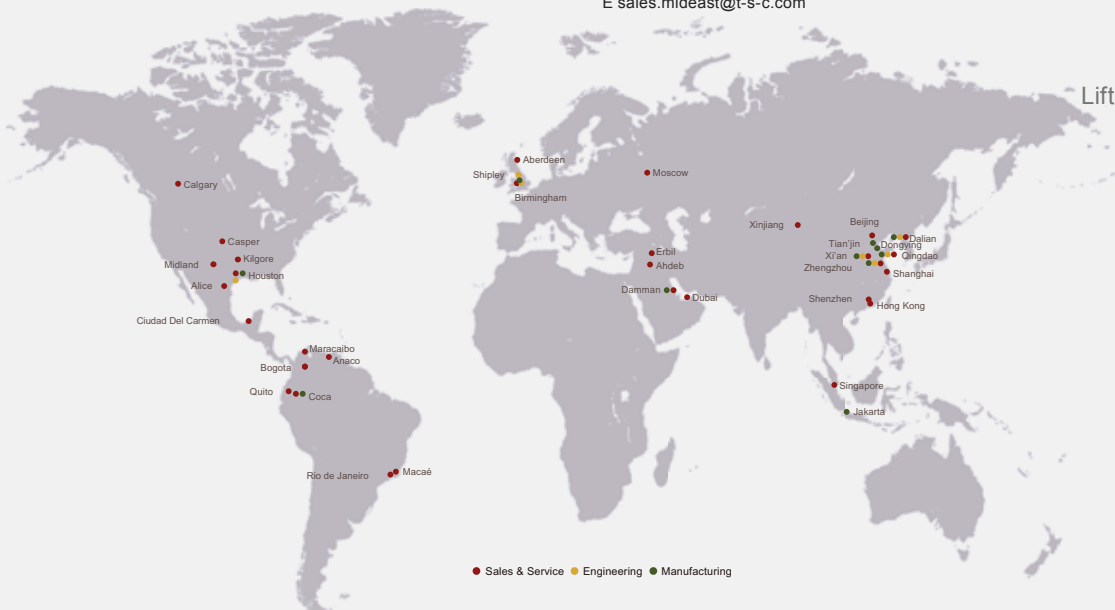 E sales.mideast@t-s-c.com
Lift
Aberdeen
Shipley
Moscow
Calgary
Birmingham
Xinjiang
Beijing
Dalian
Casper
Tian'jin
Dongying
Erbil
Kilgore
Xi'an
Qingdao
Midland
Ahdeb
Zhengzhou
Houston
Shanghai
Alice
Damman
Dubai
Shenzhen
Hong Kong
Ciudad Del Carmen
Maracaibo
Anaco
Bogota
Singapore
Quito
Coca
Jakarta
Rio de Janeiro
Macaé
Sales & Service Engineering Manufacturing